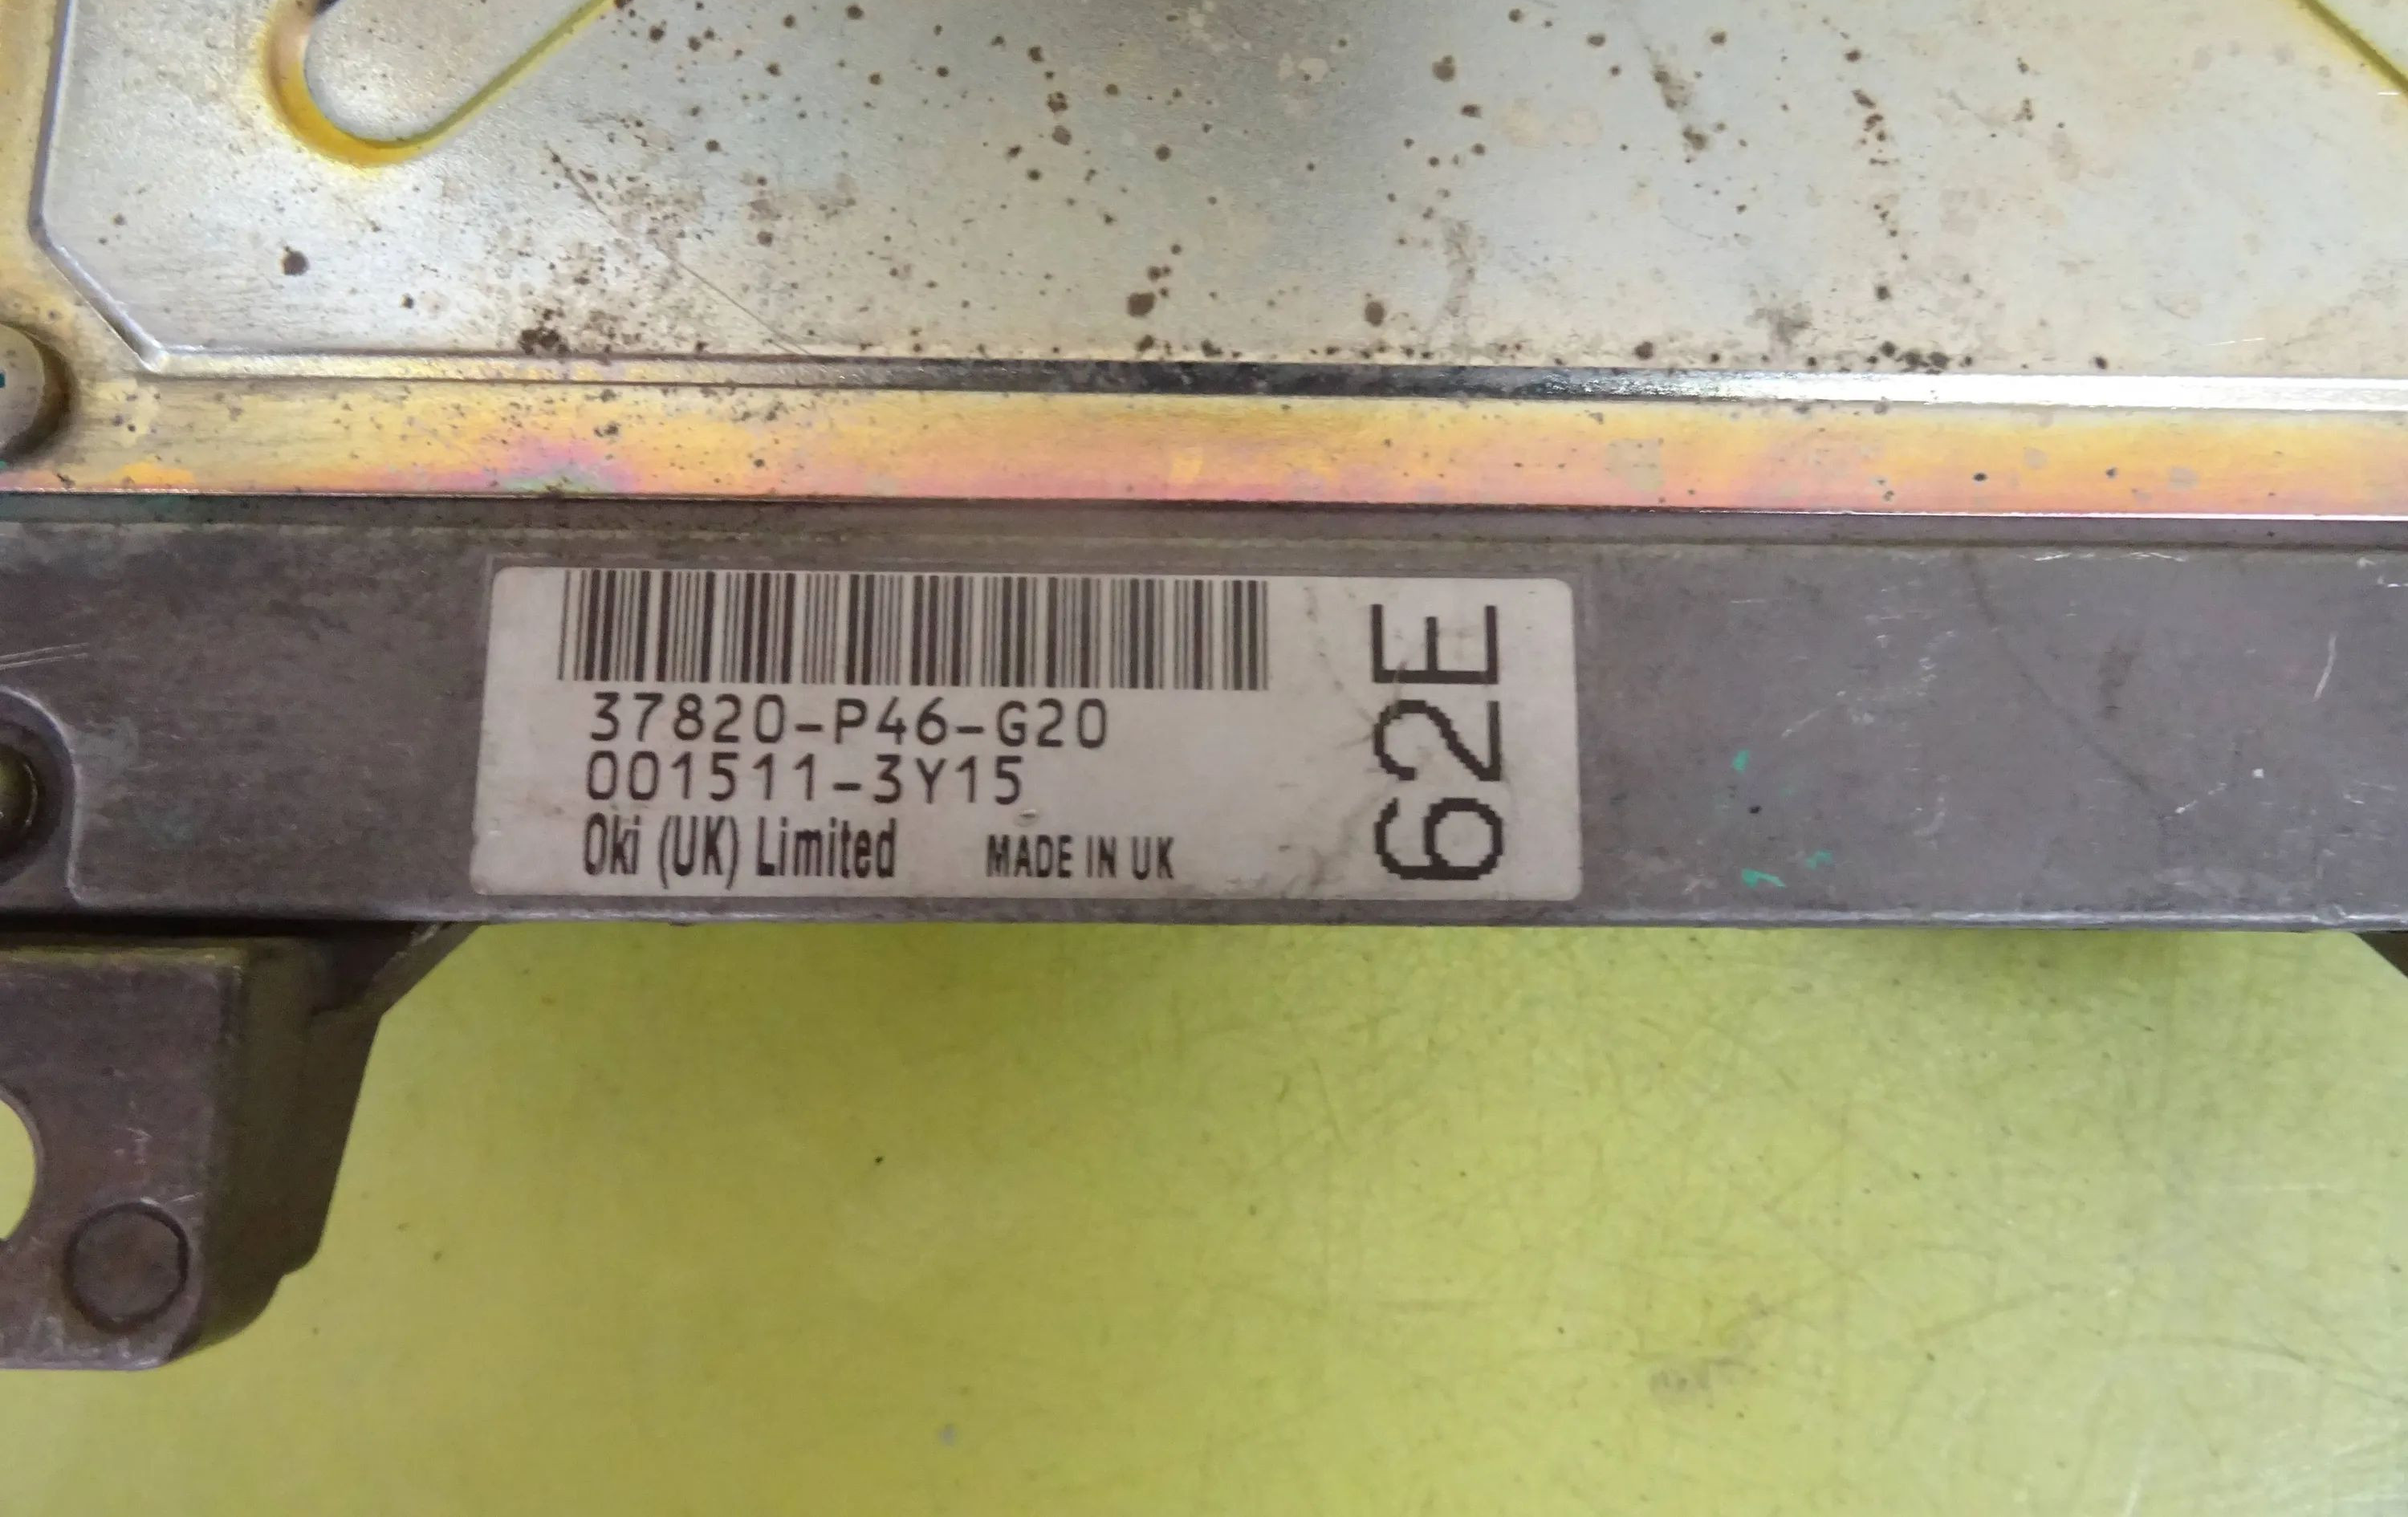 37820-P46-G20
001511-3Y15
Oki (UK) Limited MADE IN UK
62E